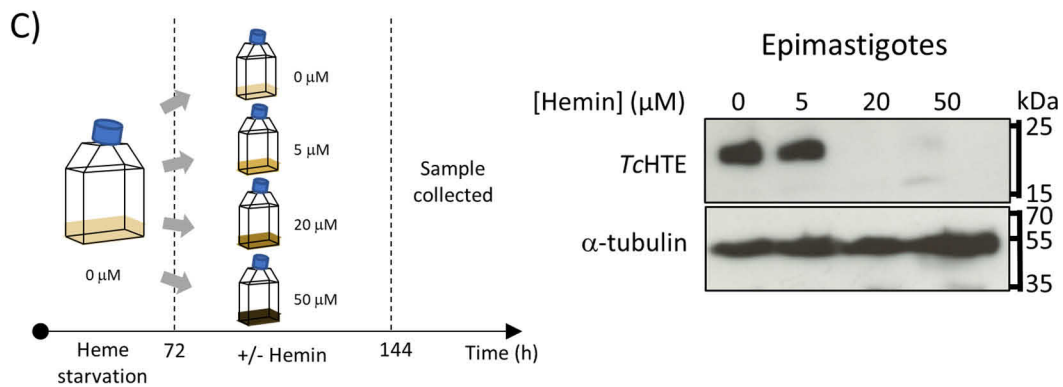 C)
0 μM
5 μM
20 μM
50 μM
0 μM
Sample
collected
Heme
starvation
72
+/- Hemin
144
Time (h)
Epimastigotes
[Hemin] (μM) 0 5 20 50 kDa
25
TcHTE
15
70
α-tubulin
55
35